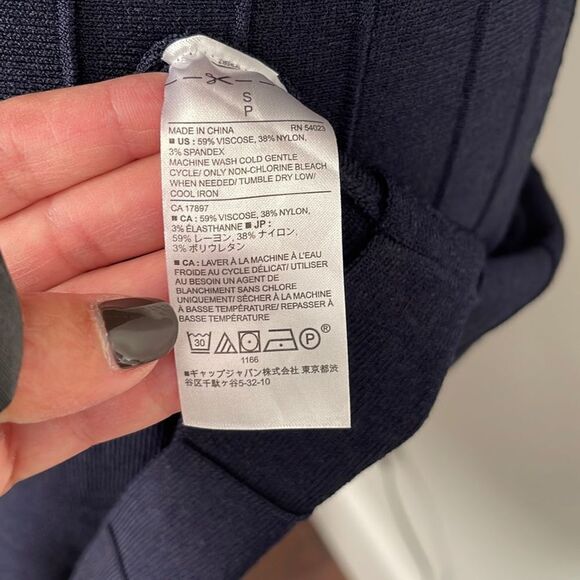 S
P
MADE IN CHINA RN 54023
■ US : 59% VISCOSE, 38% NYLON,
3% SPANDEX
MACHINE WASH COLD GENTLE
CYCLE/ ONLY NON-CHLORINE BLEACH
WHEN NEEDED/ TUMBLE DRY LOW/
COOL IRON
CA 17897
■ CA : 59% VISCOSE, 38% NYLON,
3% ÉLASTHANNE ■ JP :
59% レーヨン, 38% ナイロン,
3% ポリウレタン
■ CA : LAVER À LA MACHINE À L'EAU
FROIDE AU CYCLE DÉLICAT/ UTILISER
AU BESOIN UN AGENT DE
BLANCHIMENT SANS CHLORE
UNIQUEMENT/ SÉCHER À LA MACHINE
À BASSE TEMPÉRATURE/ REPASSER À
BASSE TEMPÉRATURE
30 P ®
1166
■ギャップジャパン株式会社 東京都渋
谷区千駄ヶ谷5-32-10